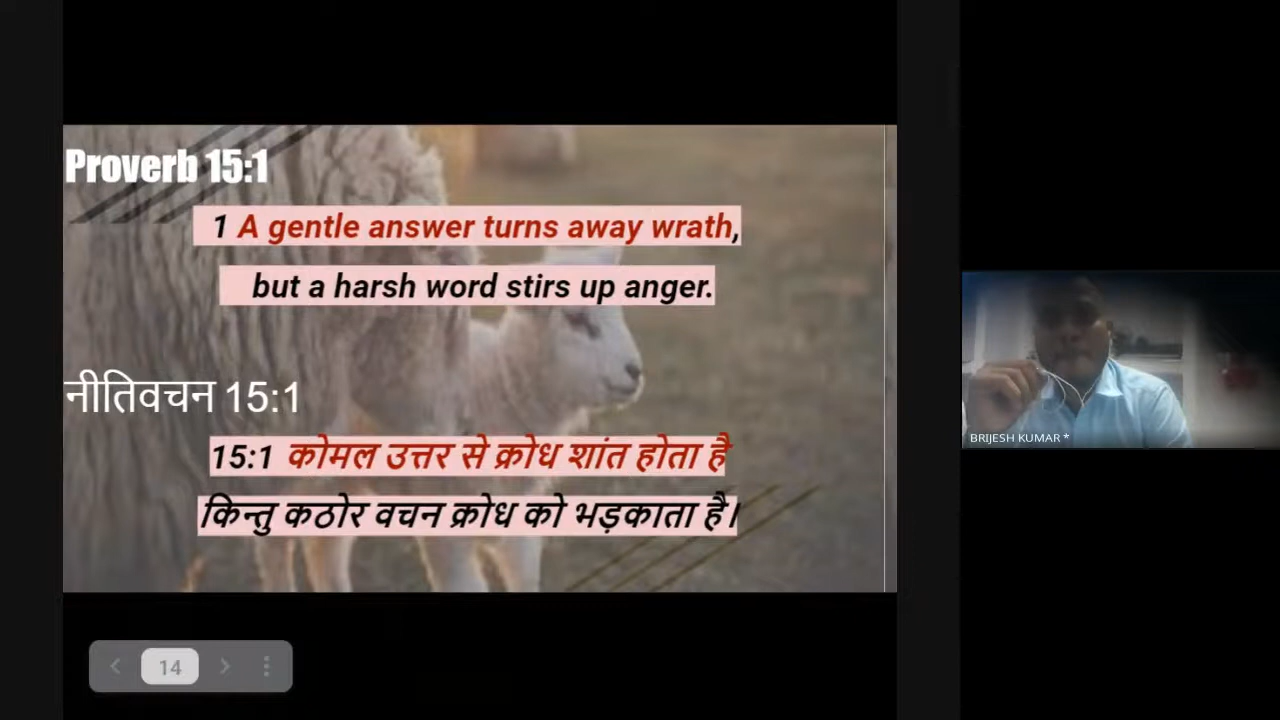 Proverb 15:1
1 A gentle answer turns away wrath,
but a harsh word stirs up anger.
नीतिवचन 15:1
15:1 कोमल उत्तर से क्रोध शांत होता है
किन्तु कठोर वचन क्रोध को भड़काता है।
BRIJESH KUMAR *
14